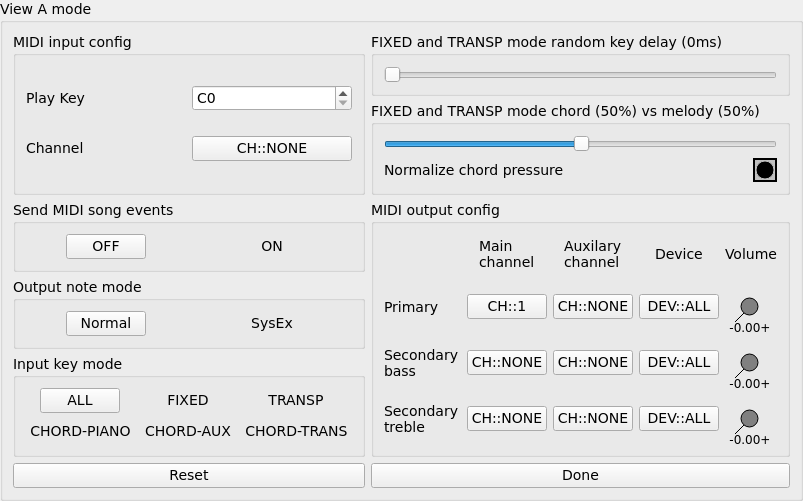 View A mode
MIDI input config
Play Key
C0
Channel
CH::NONE
Send MIDI song events
OFF ON
Output note mode
Normal SysEx
Input key mode
ALL FIXED TRANSP
CHORD-PIANO CHORD-AUX CHORD-TRANS
Reset
FIXED and TRANSP mode random key delay (0ms)
FIXED and TRANSP mode chord (50%) vs melody (50%)
Normalize chord pressure
MIDI output config
Main channel Auxilary channel Device Volume
Primary CH::1 CH::NONE DEV::ALL -0.00+
Secondary bass CH::NONE CH::NONE DEV::ALL -0.00+
Secondary treble CH::NONE CH::NONE DEV::ALL -0.00+
Done